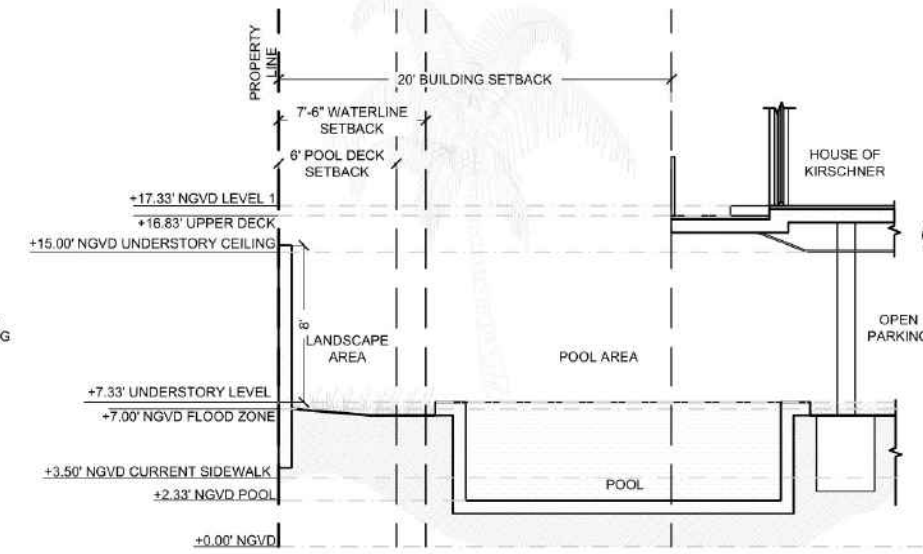 PROPERTY
LINE
20' BUILDING SETBACK
7'-6" WATERLINE
SETBACK
6' POOL DECK
SETBACK
HOUSE OF
KIRSCHNER
+17.33' NGVD LEVEL 1
+16.83' UPPER DECK
+15.00' NGVD UNDERSTORY CEILING
8'
LANDSCAPE
AREA
POOL AREA
OPEN
PARKING
G
+7.33' UNDERSTORY LEVEL
+7.00' NGVD FLOOD ZONE
+3.50' NGVD CURRENT SIDEWALK
POOL
+2.33' NGVD POOL
+0.00' NGVD